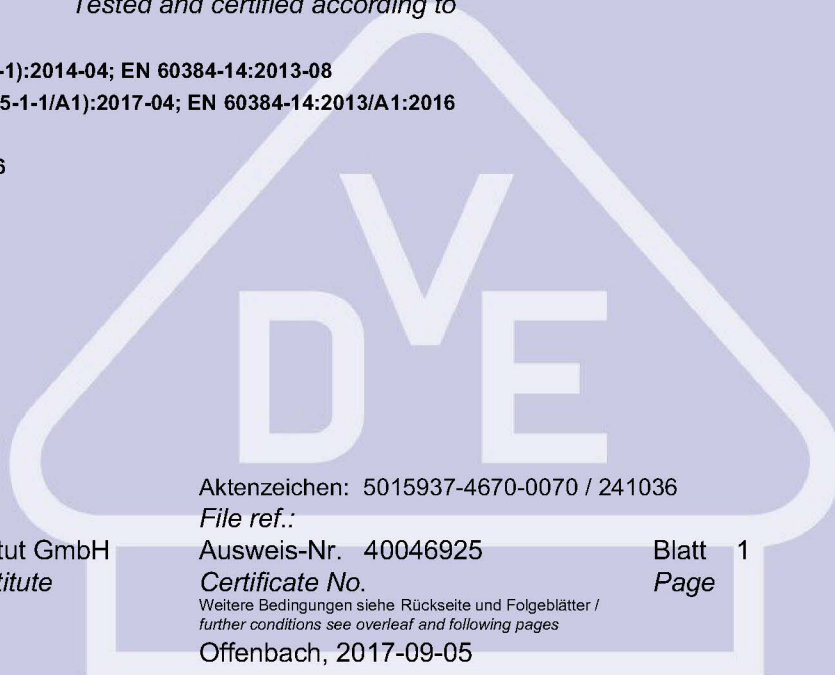 Tested and certified according to
-1):2014-04; EN 60384-14:2013-08
5-1-1/A1):2017-04; EN 60384-14:2013/A1:2016
6
DVE
Aktenzeichen: 5015937-4670-0070 / 241036
File ref.:
tut GmbH Ausweis-Nr. 40046925 Blatt 1
titute Certificate No. Page
Weitere Bedingungen siehe Rückseite und Folgeblätter /
further conditions see overleaf and following pages
Offenbach, 2017-09-05